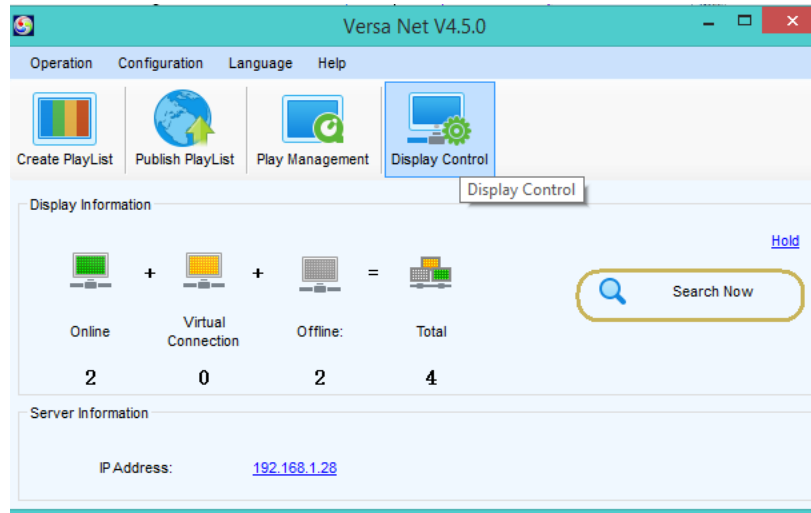 Versa Net V4.5.0
Operation Configuration Language Help
Create PlayList Publish PlayList Play Management Display Control
Display Control
Display Information
Hold
+ + =
Search Now
Online Virtual Connection Offline: Total
2 0 2 4
Server Information
IP Address: 192.168.1.28